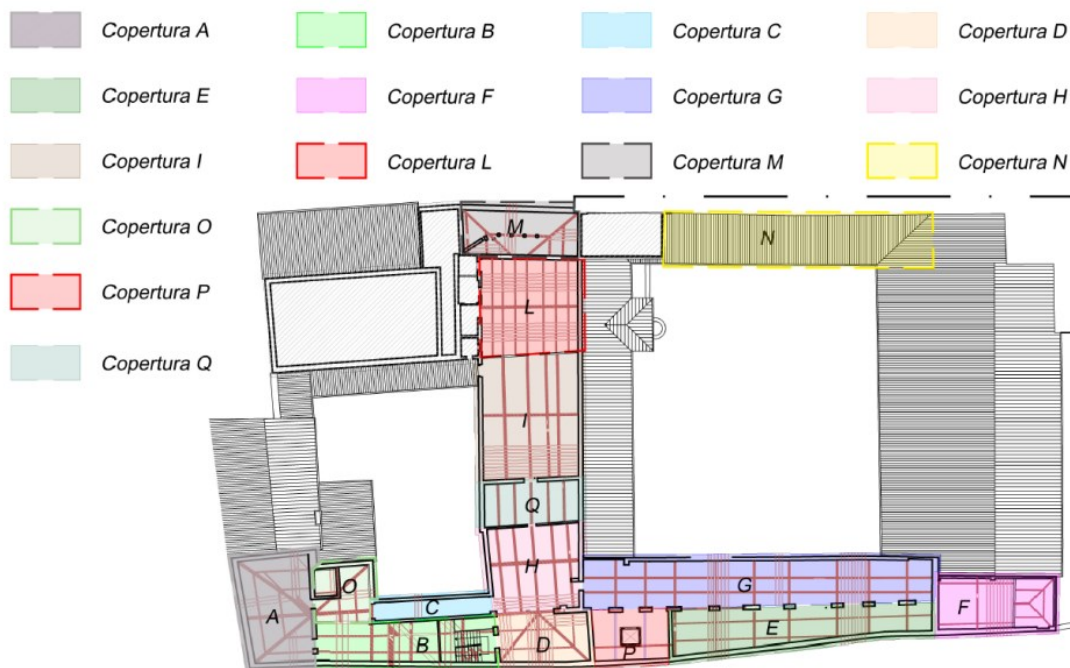 Copertura A
Copertura B
Copertura C
Copertura D
Copertura E
Copertura F
Copertura G
Copertura H
Copertura I
Copertura L
Copertura M
Copertura N
Copertura O
Copertura P
Copertura Q
M
N
L
I
Q
H
O
G
A
C
B
D
P
E
F